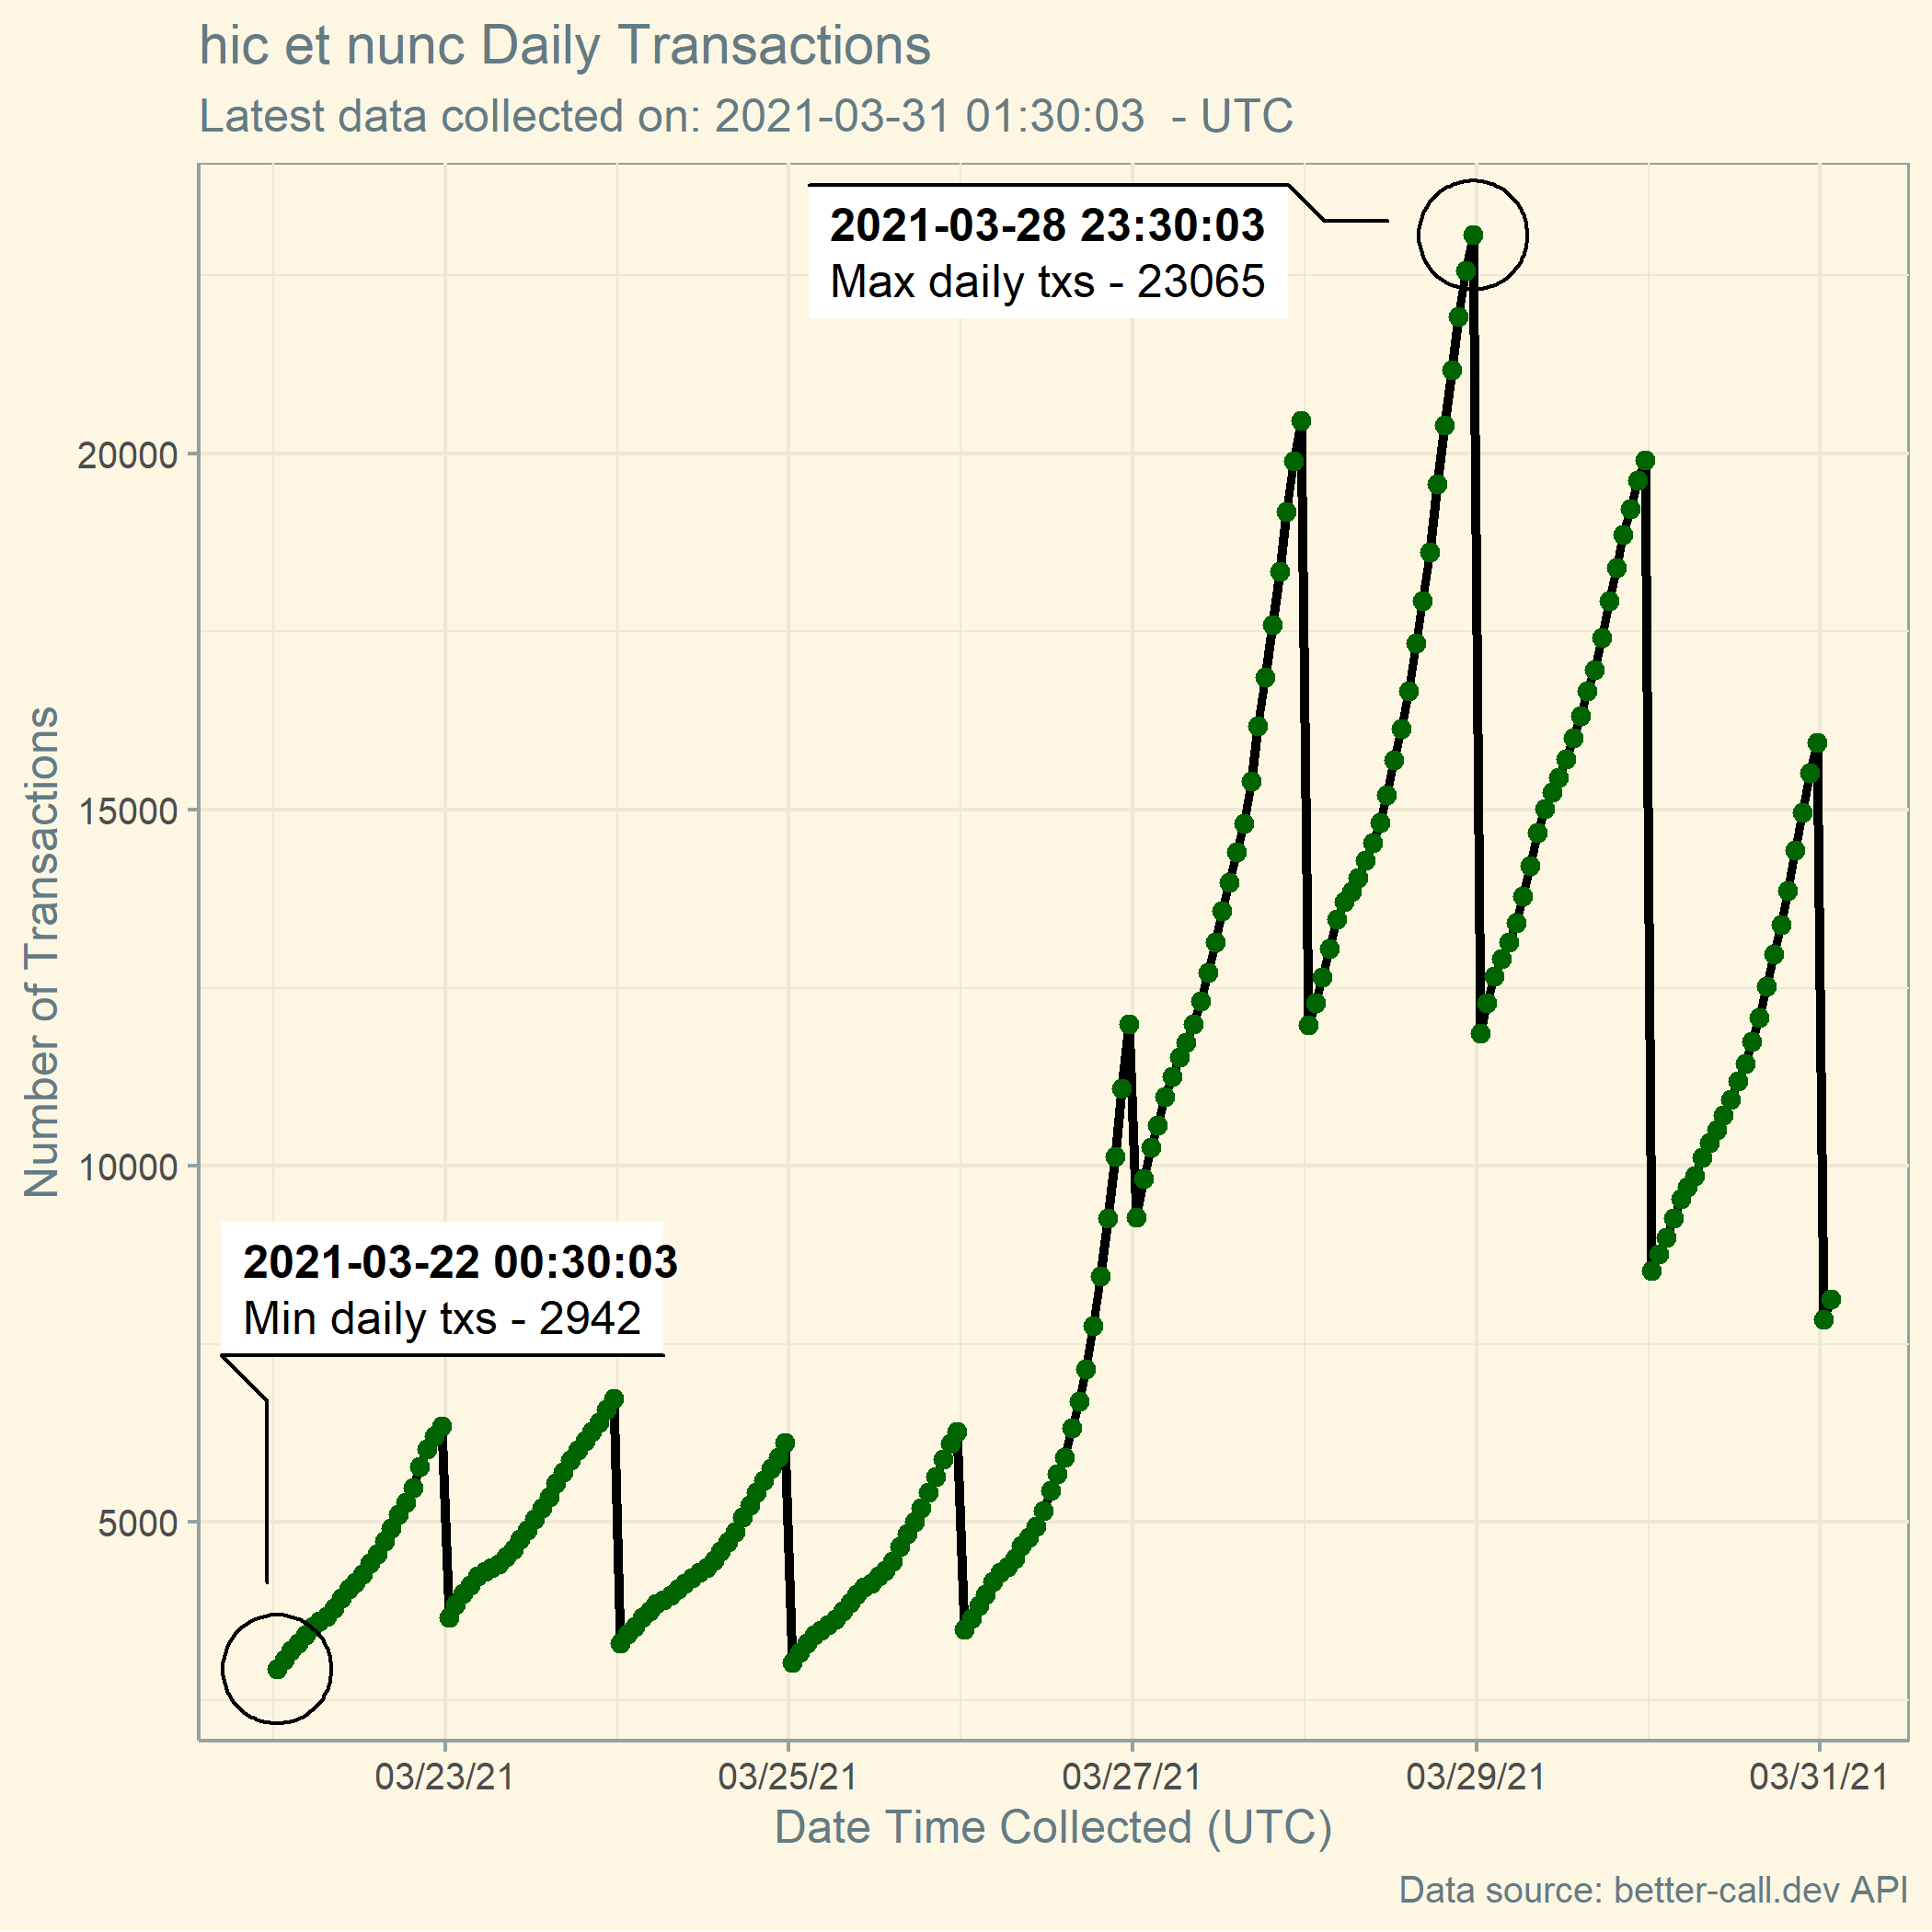 hic et nunc Daily Transactions
Latest data collected on: 2021-03-31 01:30:03  - UTC
2021-03-28 23:30:03
Max daily txs - 23065
20000
15000
10000
5000
Number of Transactions
2021-03-22 00:30:03
Min daily txs - 2942
03/23/21
03/25/21
03/27/21
03/29/21
03/31/21
Date Time Collected (UTC)
Data source: better-call.dev API